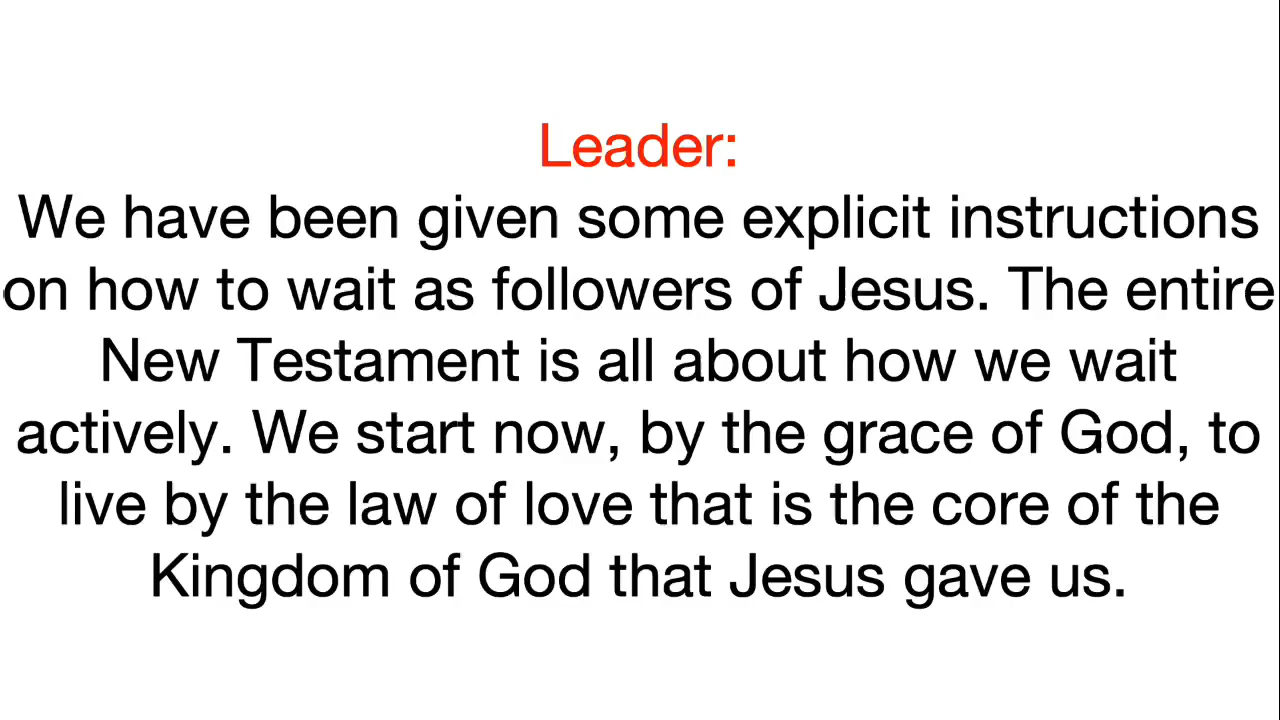 Leader:
We have been given some explicit instructions
on how to wait as followers of Jesus. The entire
New Testament is all about how we wait
actively. We start now, by the grace of God, to
live by the law of love that is the core of the
Kingdom of God that Jesus gave us.